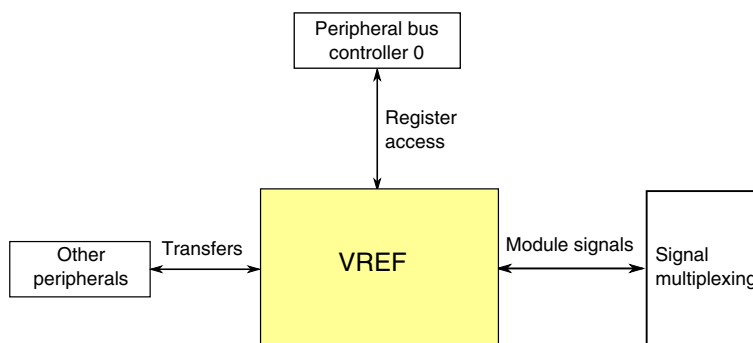 Peripheral bus
controller 0
Register
access
Other
peripherals
Transfers
VREF
Module signals
Signal
multiplexing